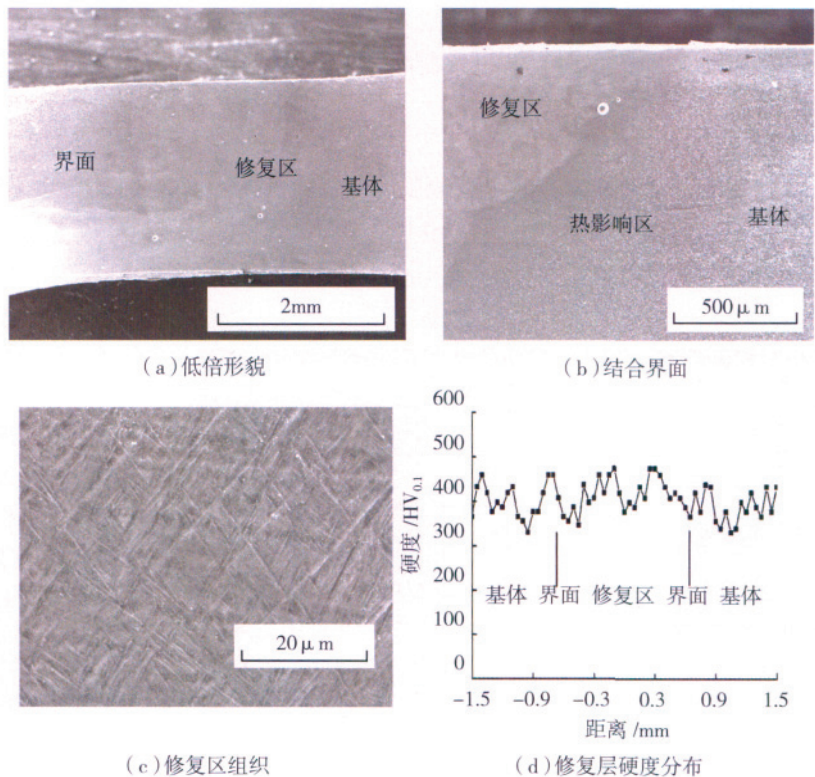 界面
修复区
基体
2mm
(a)低倍形貌
修复区
热影响区
基体
500μm
(b)结合界面
20μm
(c)修复区组织
硬度/HV0.1
600
500
400
300
200
100
0
基体 界面 修复区 界面 基体
-1.5 -0.9 -0.3 0.3 0.9 1.5
距离/mm
(d)修复层硬度分布